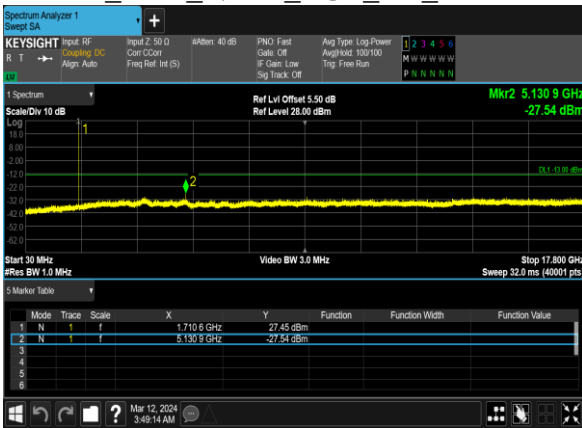 Spectrum Analyzer 1
Swept SA
+
KEYSIGHT Input: RF Input Z: 50 Ω #Atten: 40 dB PNO: Fast Avg Type: Log-Power 1 2 3 4 5 6
R T Coupling: DC Corr CCorr Gate: Off Avg|Hold: 100/100 M W W W W W
Align: Auto Freq Ref: Int (S) IF Gain: Low Trig: Free Run
Sig Track: Off P N N N N N
LW
1 Spectrum Ref Lvl Offset 5.50 dB Mkr2 5.130 9 GHz
Scale/Div 10 dB Ref Level 28.00 dBm -27.54 dBm
Log
18.0 1
8.00
-2.00
-12.0 DL1 -13.00 dBm
-22.0 2
-32.0
-42.0
-52.0
-62.0
Start 30 MHz Video BW 3.0 MHz Stop 17.800 GHz
#Res BW 1.0 MHz Sweep 32.0 ms (40001 pts)
5 Marker Table
Mode Trace Scale X Y Function Function Width Function Value
1 N 1 f 1.710 6 GHz 27.45 dBm
2 N 1 f 5.130 9 GHz -27.54 dBm
3
4
5
6
? Mar 12, 2024
3:49:14 AM